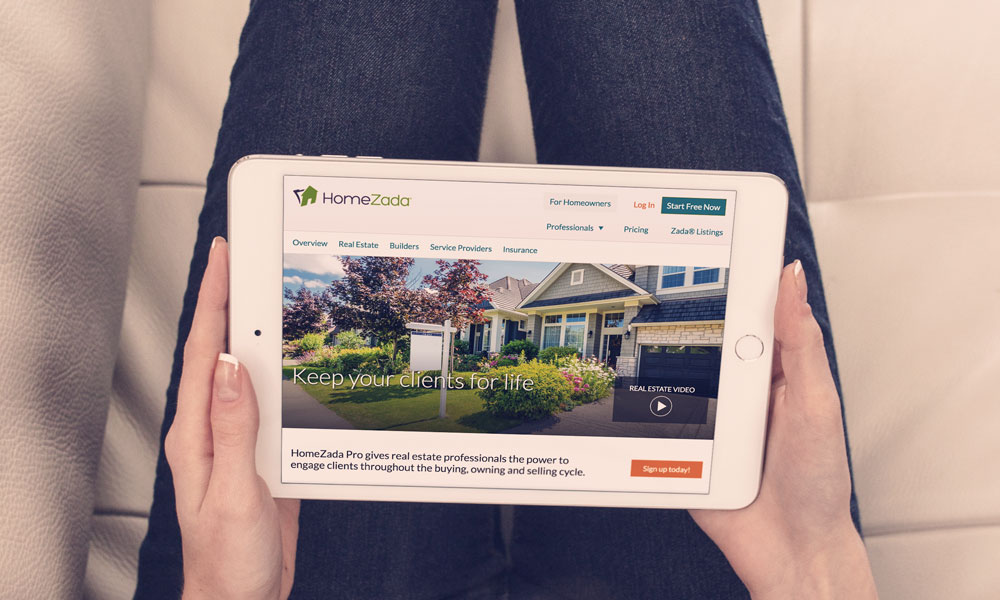 HomeZada
For Homeowners
Log In
Start Free Now
Professionals ▼
Pricing
Zada® Listings
Overview
Real Estate
Builders
Service Providers
Insurance
Keep your clients for life
REAL ESTATE VIDEO
HomeZada Pro gives real estate professionals the power to
engage clients throughout the buying, owning and selling cycle.
Sign up today!